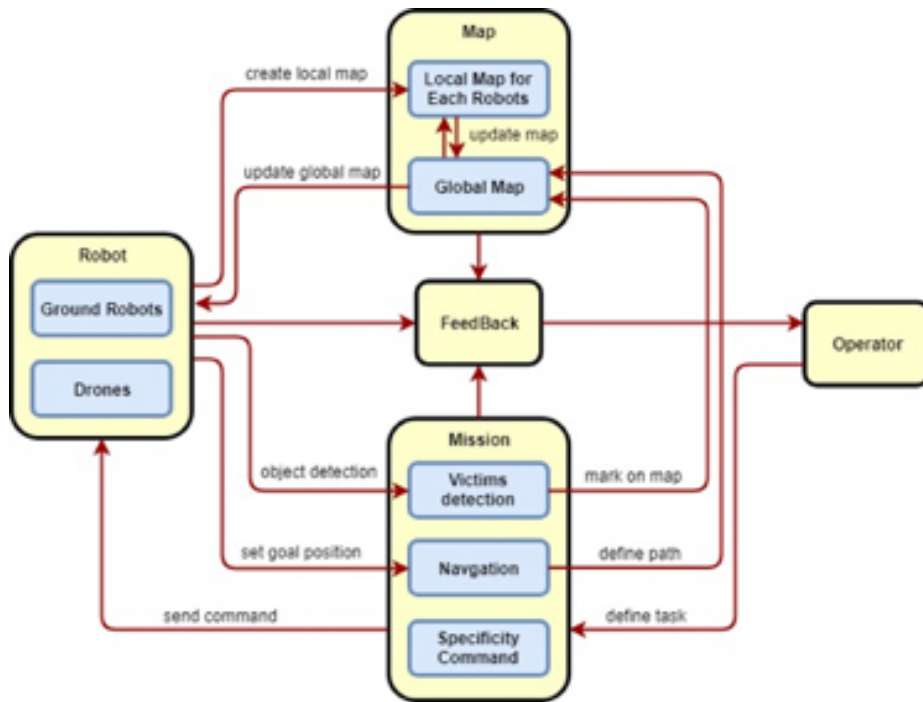 Map
create local map
Local Map for
Each Robots
update map
update global map
Global Map
Robot
Ground Robots
Drones
FeedBack
Operator
Mission
object detection
Victims
detection
mark on map
set goal position
Navgation
define path
send command
define task
Specificity
Command